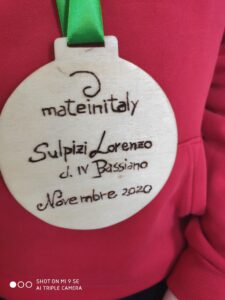 mateinitaly
Sulpizi Lorenzo
cl. IV Bassiano
Novembre 2020
SHOT ON MI 9 SE
AI TRIPLE CAMERA